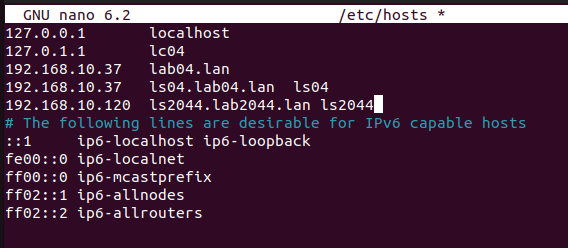 GNU nano 6.2 /etc/hosts *
127.0.0.1 localhost
127.0.1.1 lc04
192.168.10.37 lab04.lan
192.168.10.37 ls04.lab04.lan ls04
192.168.10.120 ls2044.lab2044.lan ls2044
# The following lines are desirable for IPv6 capable hosts
::1 ip6-localhost ip6-loopback
fe00::0 ip6-localnet
ff00::0 ip6-mcastprefix
ff02::1 ip6-allnodes
ff02::2 ip6-allrouters